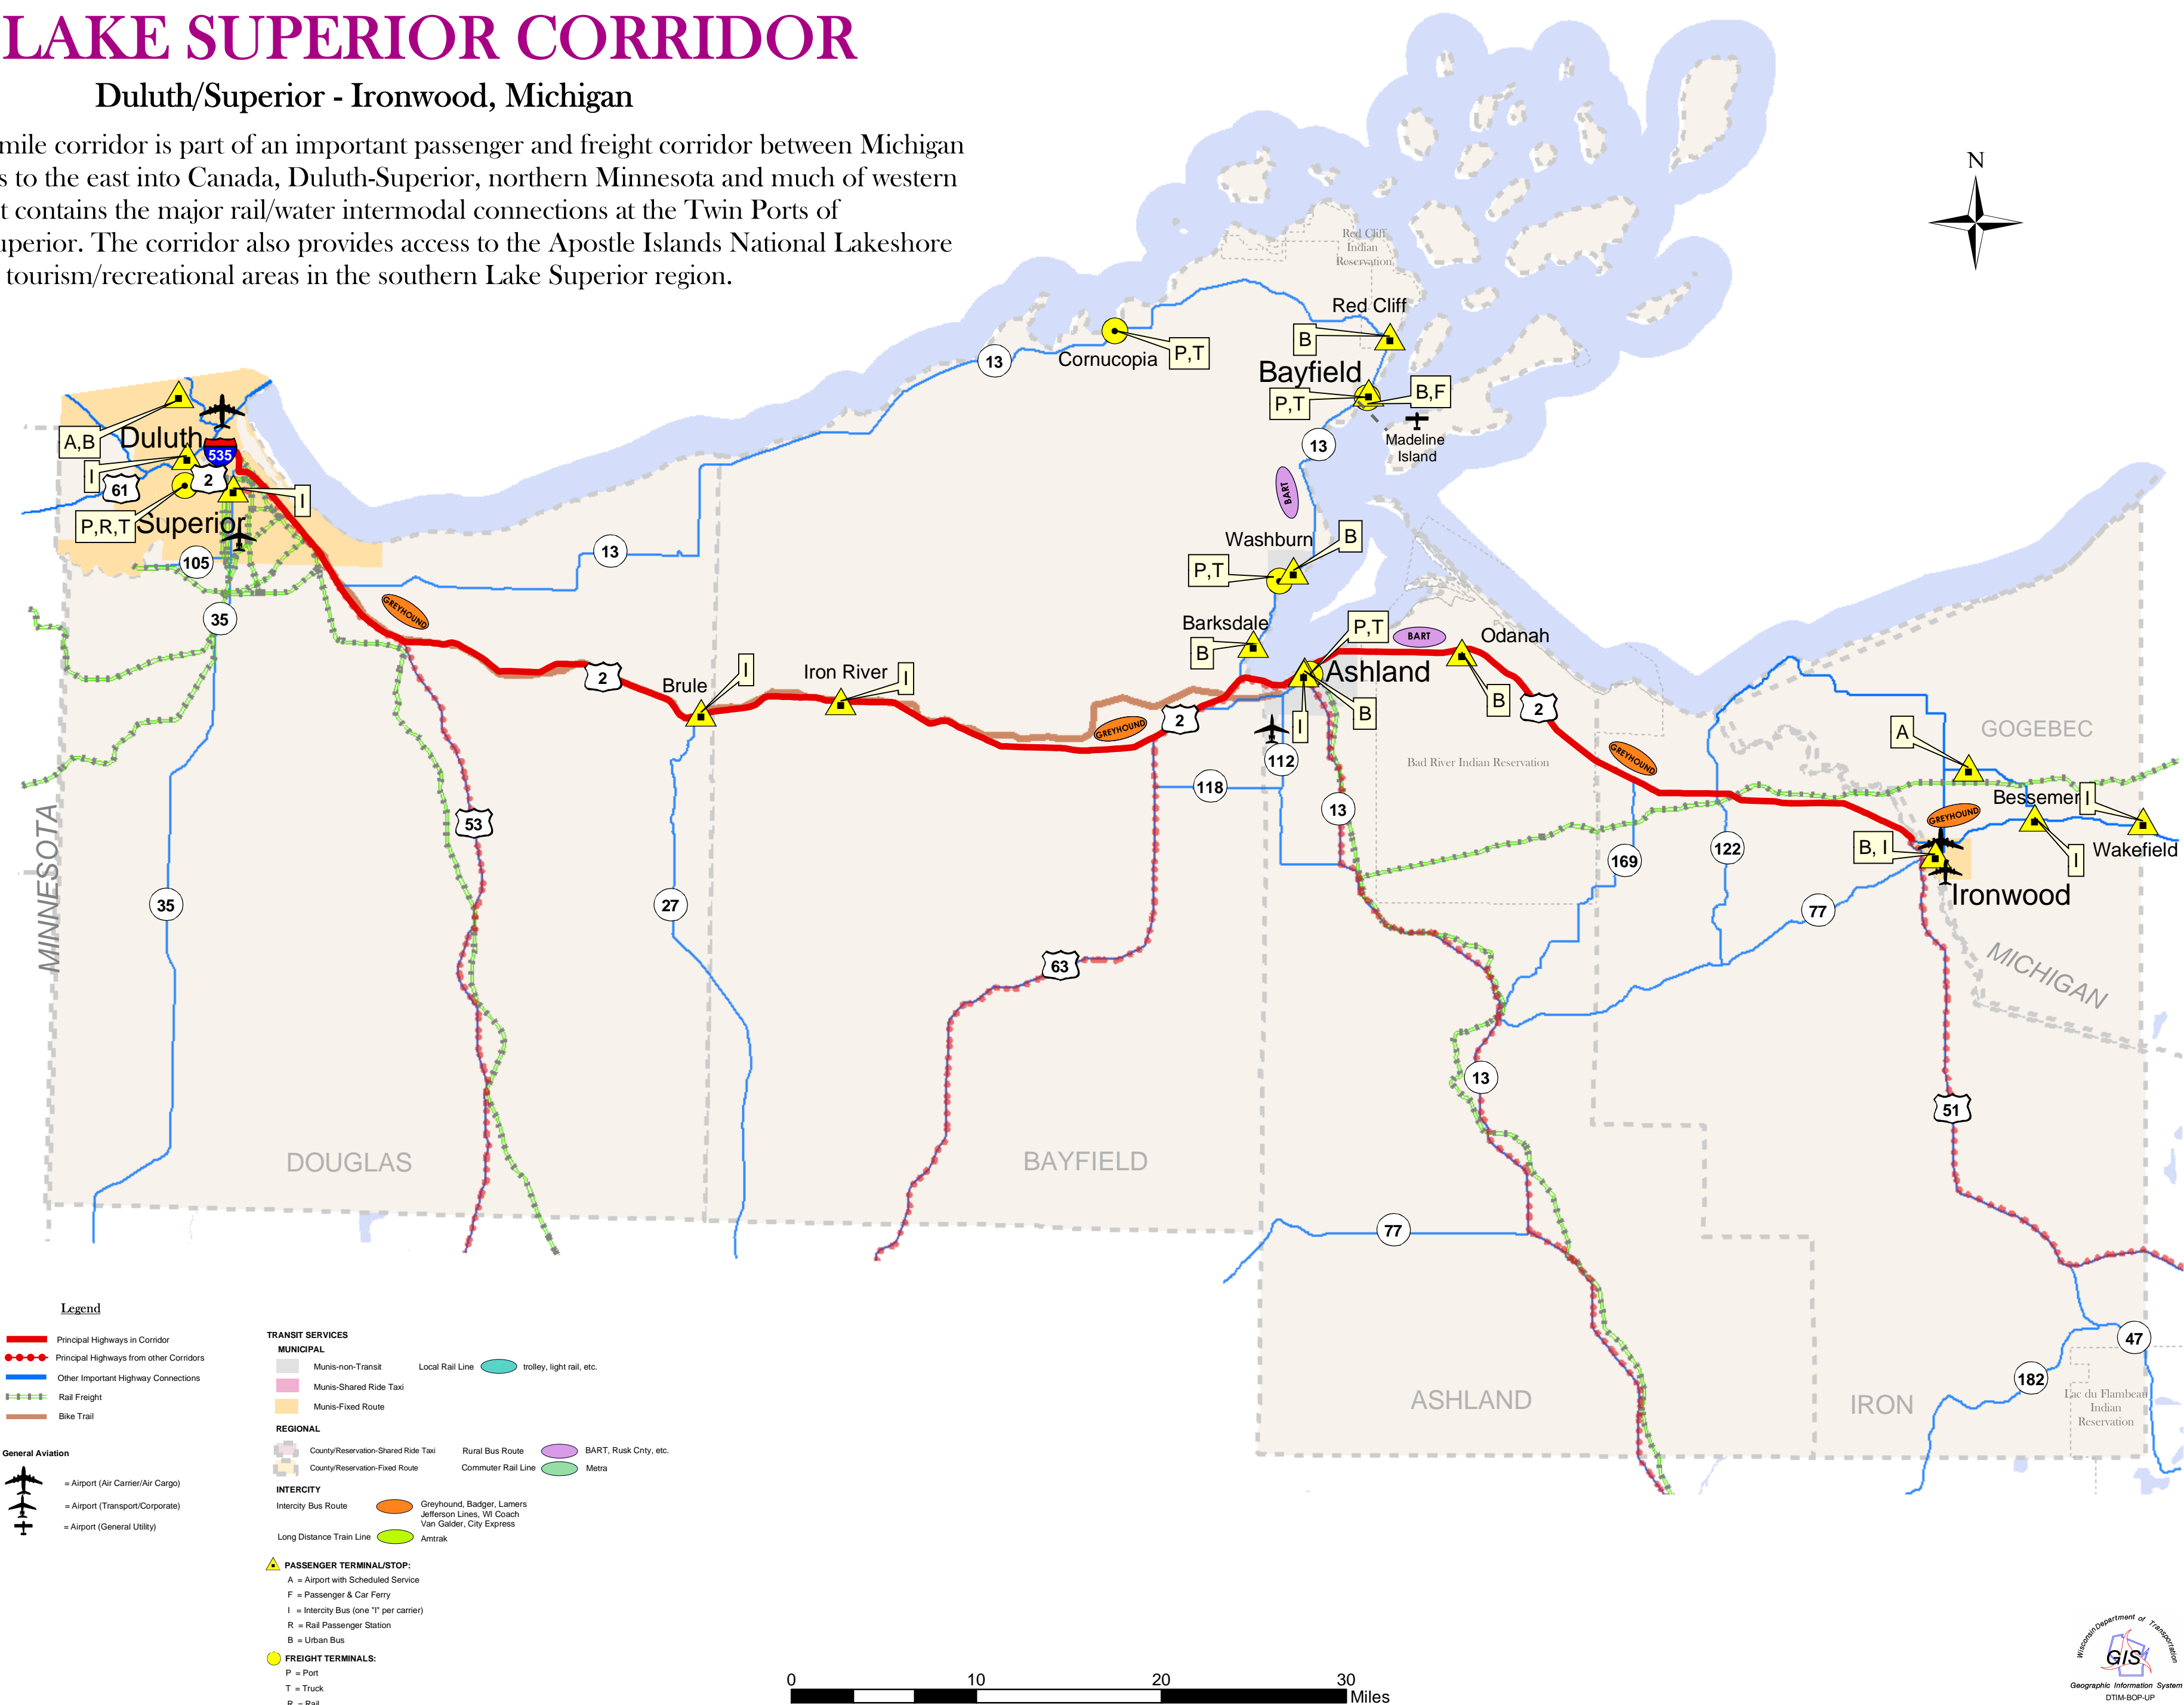 LAKE SUPERIOR CORRIDOR
Duluth/Superior - Ironwood, Michigan
mile corridor is part of an important passenger and freight corridor between Michigan
s to the east into Canada, Duluth-Superior, northern Minnesota and much of western
t contains the major rail/water intermodal connections at the Twin Ports of
uperior. The corridor also provides access to the Apostle Islands National Lakeshore
tourism/recreational areas in the southern Lake Superior region.
N
Red Cliff
Indian
Reservation
Red Cliff
B
13
Cornucopia
P,T
Bayfield
P,T
B,F
Madeline
Island
13
BART
A,B
Duluth
535
I
61
2
I
P,R,T
Superior
105
13
35
GREYHOUND
Washburn
B
P,T
Barksdale
B
P,T
BART
Odanah
Ashland
B
I
B
2
Brule
I
Iron River
I
2
GREYHOUND
2
GREYHOUND
112
118
13
Bad River Indian Reservation
GOGEBEC
A
Bessemer
I
GREYHOUND
Wakefield
I
B, I
Ironwood
MINNESOTA
53
35
27
63
169
122
77
MICHIGAN
13
51
DOUGLAS
BAYFIELD
77
ASHLAND
IRON
47
182
Lac du Flambeau
Indian
Reservation
Legend
Principal Highways in Corridor
Principal Highways from other Corridors
Other Important Highway Connections
Rail Freight
Bike Trail
General Aviation
= Airport (Air Carrier/Air Cargo)
= Airport (Transport/Corporate)
= Airport (General Utility)
TRANSIT SERVICES
MUNICIPAL
Munis-non-Transit
Local Rail Line
trolley, light rail, etc.
Munis-Shared Ride Taxi
Munis-Fixed Route
REGIONAL
County/Reservation-Shared Ride Taxi
Rural Bus Route
BART, Rusk Cnty, etc.
County/Reservation-Fixed Route
Commuter Rail Line
Metra
INTERCITY
Intercity Bus Route
Greyhound, Badger, Lamers
Jefferson Lines, WI Coach
Van Galder, City Express
Long Distance Train Line
Amtrak
PASSENGER TERMINAL/STOP:
A = Airport with Scheduled Service
F = Passenger & Car Ferry
I = Intercity Bus (one "I" per carrier)
R = Rail Passenger Station
B = Urban Bus
FREIGHT TERMINALS:
P = Port
T = Truck
R = Rail
0 10 20 30
Miles
Wisconsin Department of Transportation
GIS
Geographic Information System
DTIM-BOP-UP